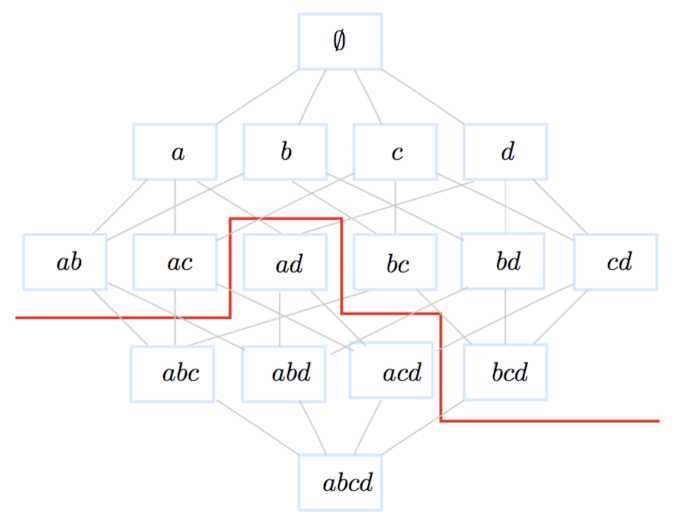 ∅
a b c d
ab ac ad bc bd cd
abc abd acd bcd
abcd